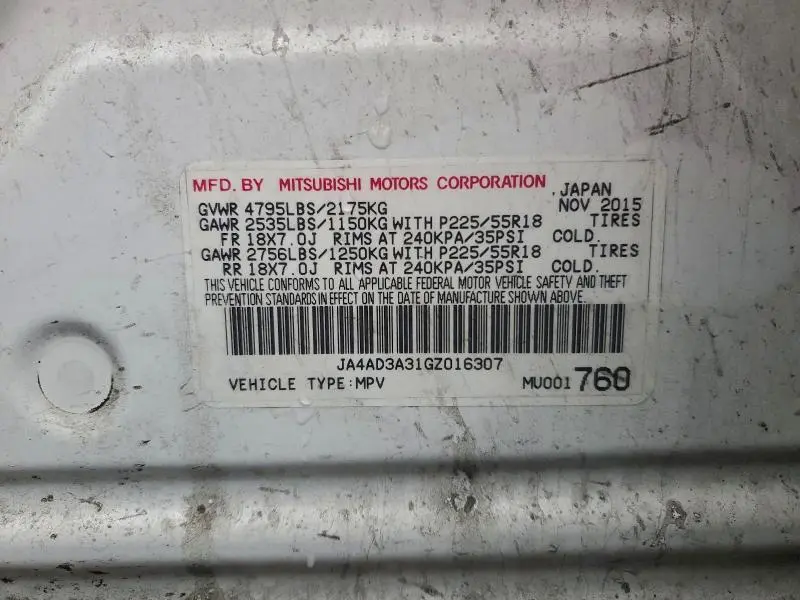 MFD. BY MITSUBISHI MOTORS CORPORATION, JAPAN
GVWR 4795LBS/2175KG NOV 2015
GAWR 2535LBS/1150KG WITH P225/55R18 TIRES
FR 18X7.0J RIMS AT 240KPA/35PSI COLD.
GAWR 2756LBS/1250KG WITH P225/55R18 TIRES
RR 18X7.0J RIMS AT 240KPA/35PSI COLD.
THIS VEHICLE CONFORMS TO ALL APPLICABLE FEDERAL MOTOR VEHICLE SAFETY AND THEFT
PREVENTION STANDARDS IN EFFECT ON THE DATE OF MANUFACTURE SHOWN ABOVE.
JA4AD3A31GZ016307
VEHICLE TYPE:MPV MU001 760